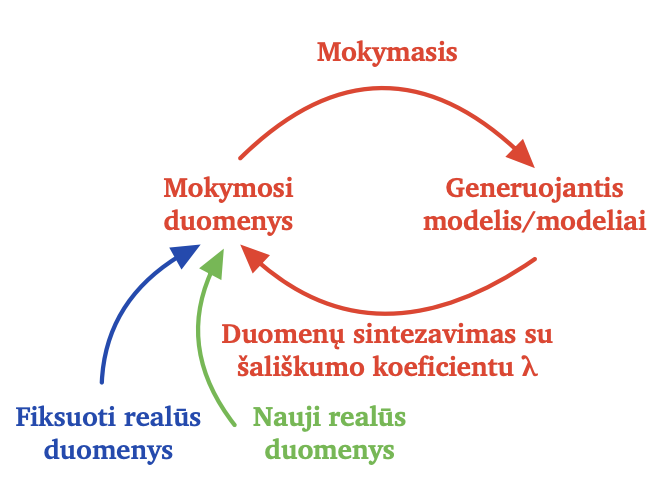 Mokymasis
Mokymosi
duomenys
Generuojantis
modelis/modeliai
Duomenų sintezavimas su
šališkumo koeficientu λ
Fiksuoti realūs
duomenys
Nauji realūs
duomenys